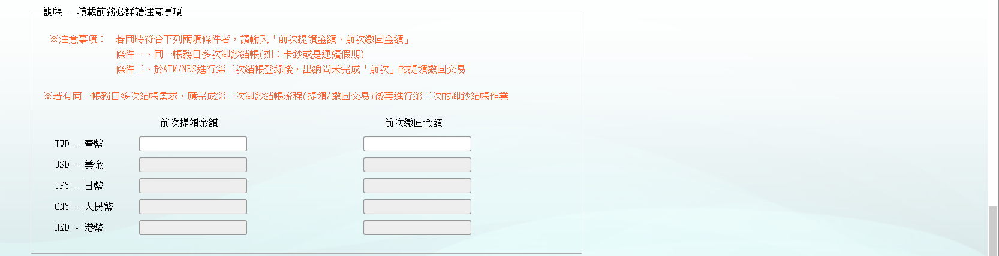 調帳 - 填載前務必詳讀注意事項
※注意事項： 若同時符合下列兩項條件者，請輸入「前次提領金額、前次繳回金額」
條件一、同一帳務日多次卸鈔結帳(如：卡鈔或是連續假期)
條件二、於ATM/NBS進行第二次結帳登錄後，出納尚未完成「前次」的提領繳回交易
※若有同一帳務日多次結帳需求，應完成第一次卸鈔結帳流程(提領/繳回交易)後再進行第二次的卸鈔結帳作業
前次提領金額 前次繳回金額
TWD - 臺幣
USD - 美金
JPY - 日幣
CNY - 人民幣
HKD - 港幣